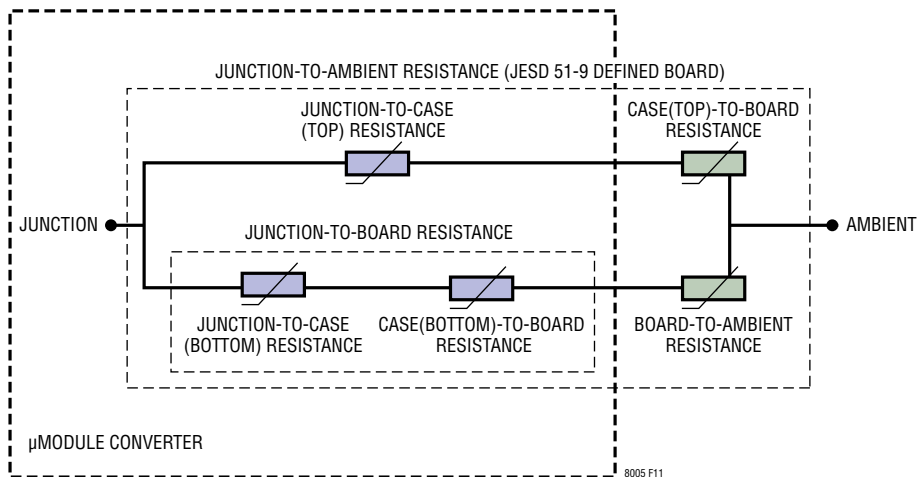 JUNCTION-TO-AMBIENT RESISTANCE (JESD 51-9 DEFINED BOARD)
JUNCTION-TO-CASE
(TOP) RESISTANCE
CASE(TOP)-TO-BOARD
RESISTANCE
JUNCTION
AMBIENT
JUNCTION-TO-BOARD RESISTANCE
JUNCTION-TO-CASE
(BOTTOM) RESISTANCE
CASE(BOTTOM)-TO-BOARD
RESISTANCE
BOARD-TO-AMBIENT
RESISTANCE
µMODULE CONVERTER
8005 F11